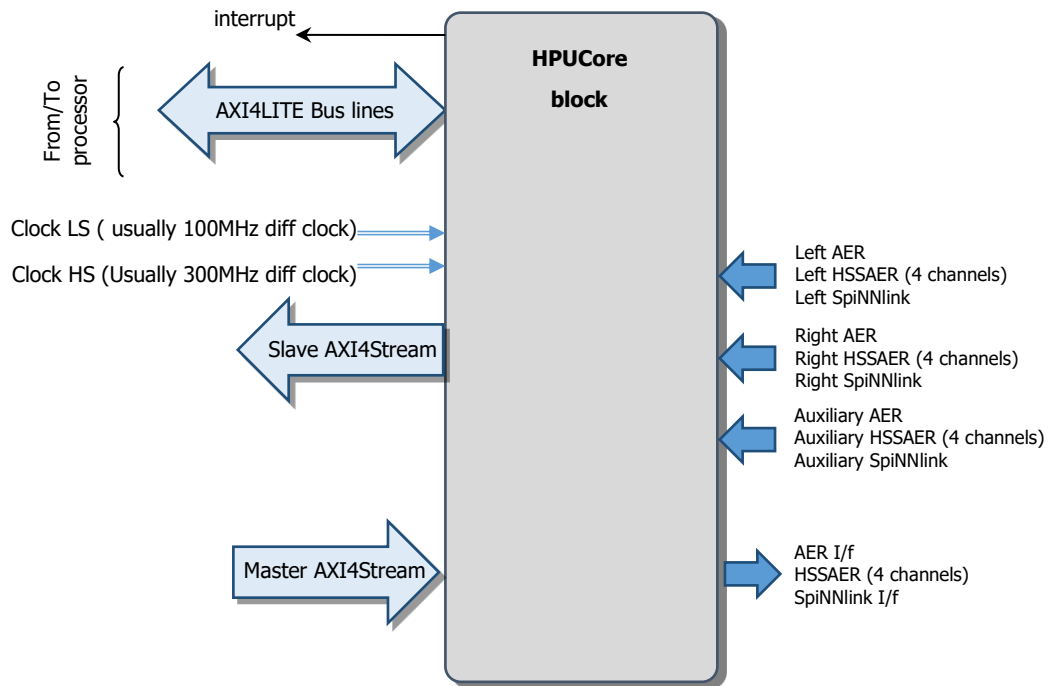 interrupt
HPUCore
block
From/To
processor
AXI4LITE Bus lines
Clock LS ( usually 100MHz diff clock)
Clock HS (Usually 300MHz diff clock)
Left AER
Left HSSAER (4 channels)
Left SpiNNlink
Slave AXI4Stream
Right AER
Right HSSAER (4 channels)
Right SpiNNlink
Auxiliary AER
Auxiliary HSSAER (4 channels)
Auxiliary SpiNNlink
Master AXI4Stream
AER I/f
HSSAER (4 channels)
SpiNNlink I/f